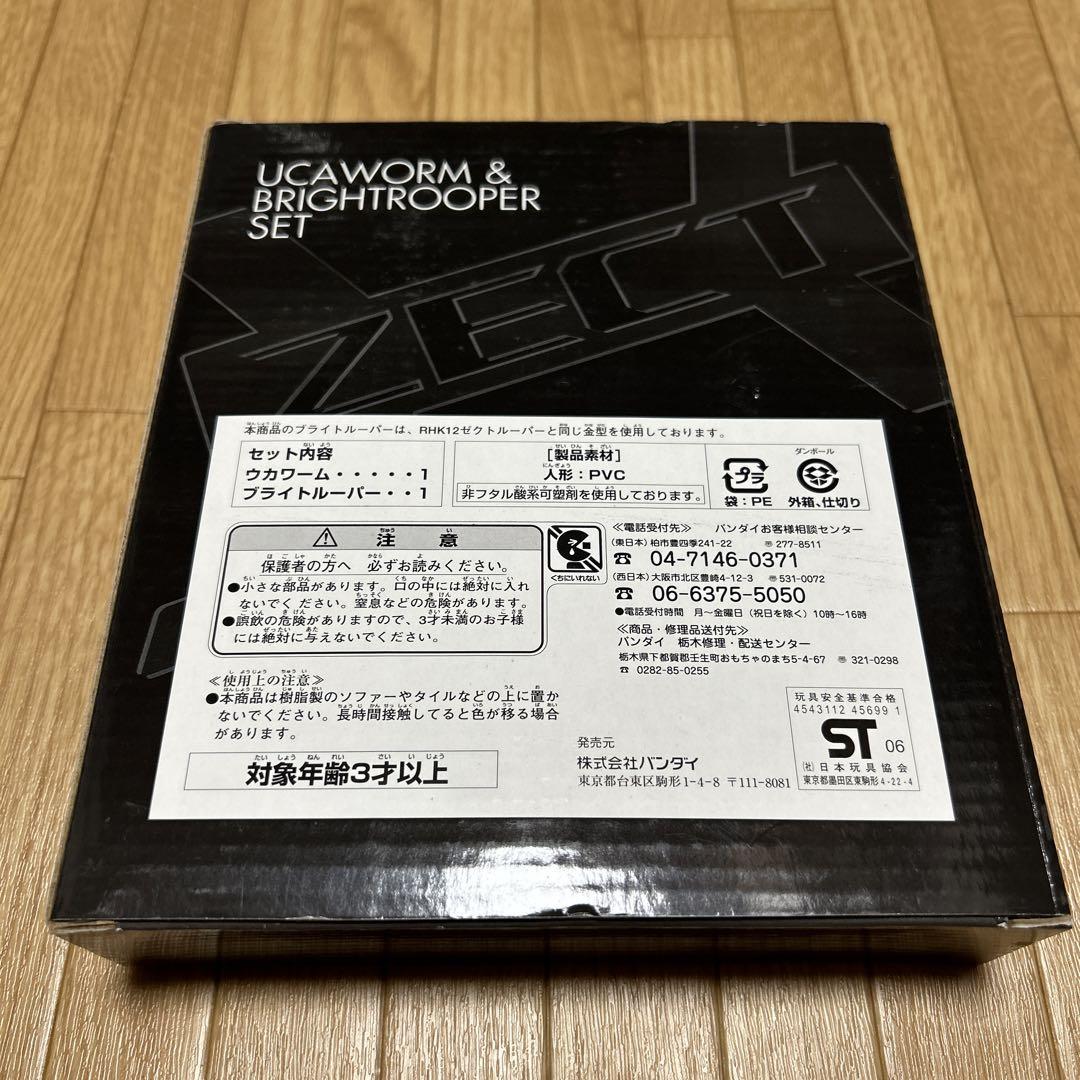 UCAWORM &
BRIGHTROOPER
SET
ZECT
本商品のブライトルーパーは、RHK12ゼクトルーパーと同じ金型を使用しております。
セット内容
ウカワーム・・・・・1
ブライトルーパー・・1
[製品素材]
人形：PVC
非フタル酸系可塑剤を使用しております。
プラ
袋：PE
ダンボール
外箱、仕切り
⚠ 注意
保護者の方へ 必ずお読みください。
●小さな部品があります。口の中には絶対に入れ
ないでください。窒息などの危険があります。
●誤飲の危険がありますので、3才未満のお子様
には絶対に与えないでください。
くちにいれない
≪使用上の注意≫
●本商品は樹脂製のソファーやタイルなどの上に置か
ないでください。長時間接触してると色が移る場合
があります。
対象年齢3才以上
≪電話受付先≫ バンダイお客様相談センター
(東日本) 柏市豊四季241-22 〒277-8511
☎ 04-7146-0371
(西日本) 大阪市北区豊崎4-12-3 〒531-0072
☎ 06-6375-5050
●電話受付時間 月～金曜日(祝日を除く)10時～16時
≪商品・修理品送付先≫
バンダイ 栃木修理・配送センター
栃木県下都賀郡壬生町おもちゃのまち5-4-67 〒321-0298
☎ 0282-85-0255
発売元
株式会社バンダイ
東京都台東区駒形1-4-8 〒111-8081
玩具安全基準合格
4543112 45699 1
ST 06
(社)日本玩具協会
東京都墨田区東駒形4-22-4